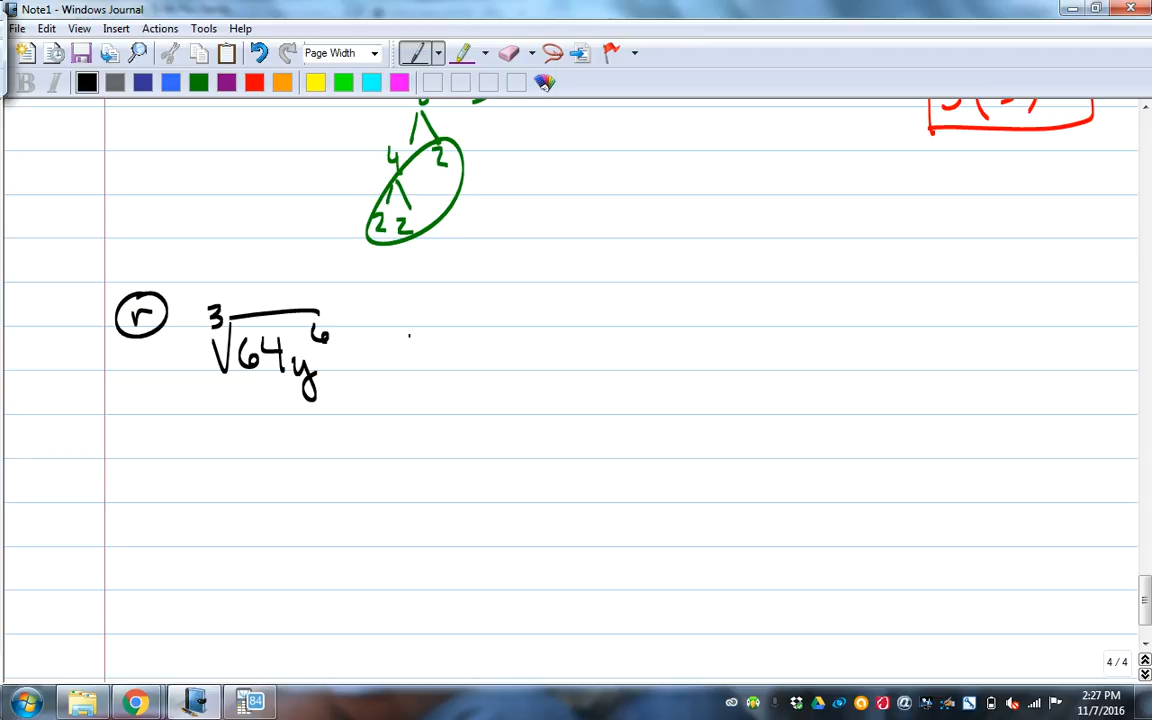 Note1 - Windows Journal
File Edit View Insert Actions Tools Help
Page Width
B I
4 2
2 2
r ∛64y⁶
4 / 4
84
2:27 PM
11/7/2016